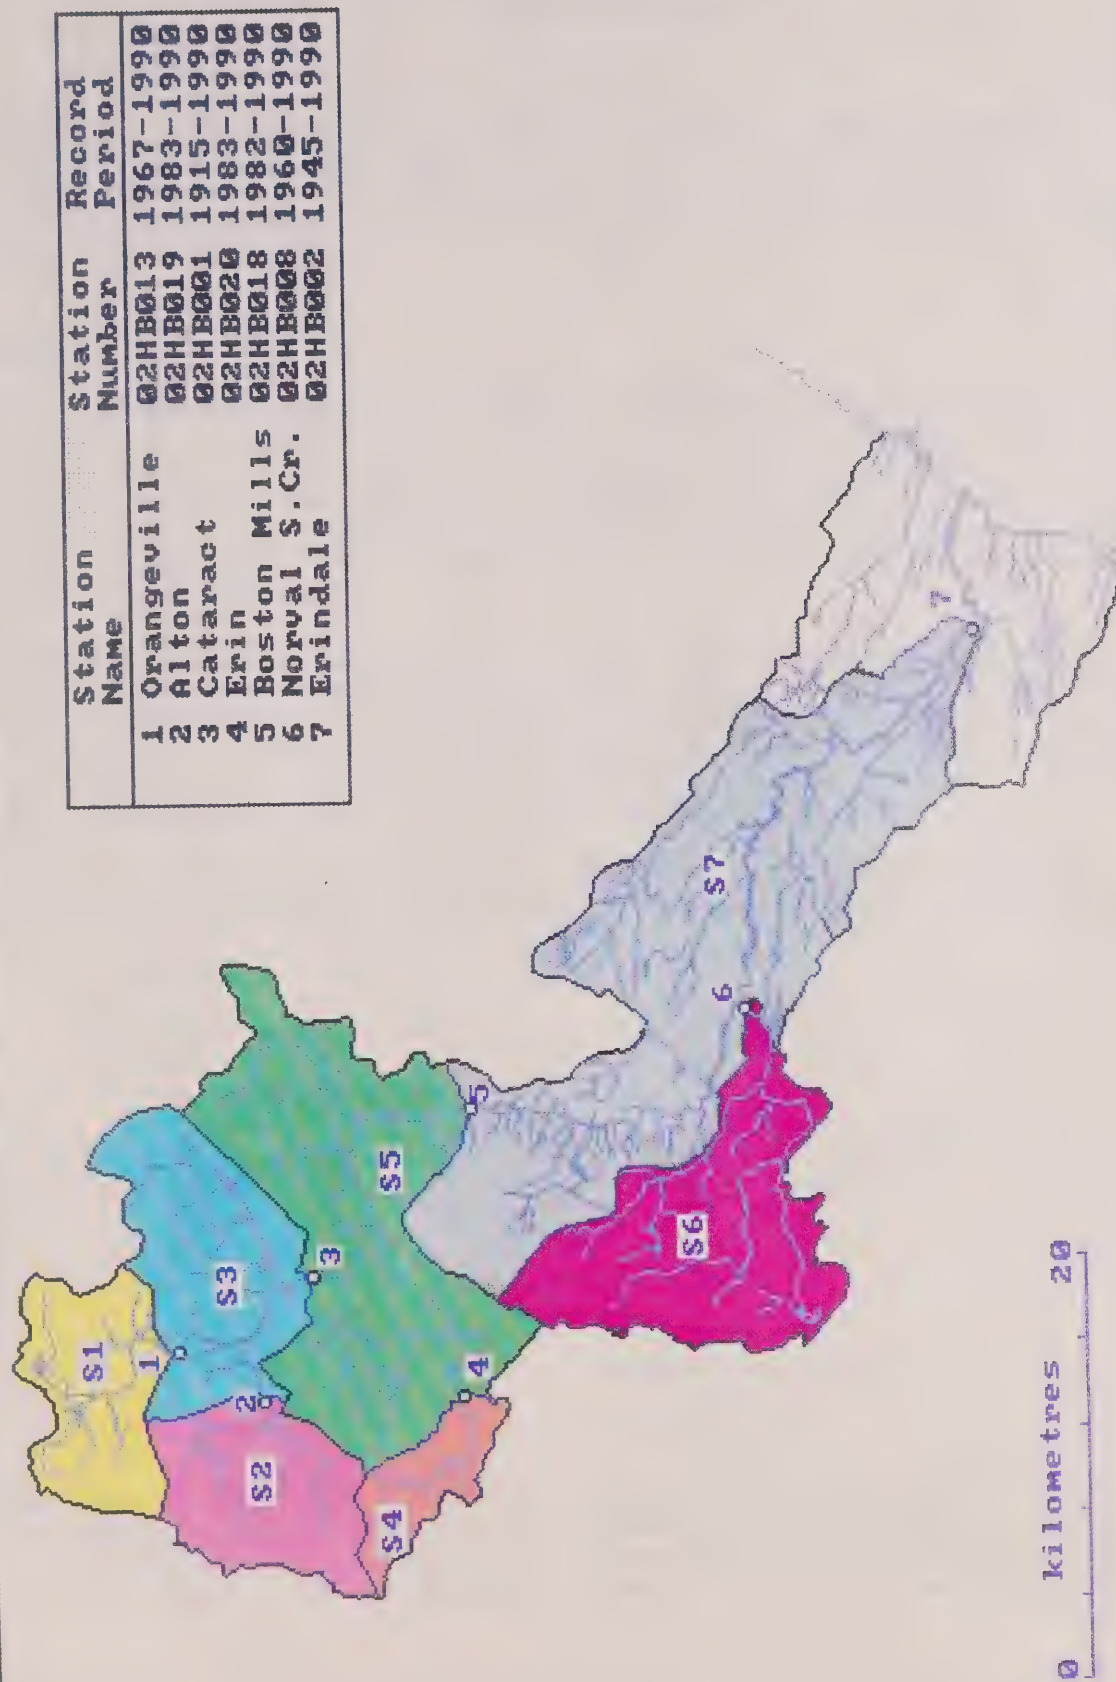 Station Station Record
Name Number Period
1 Orangeville 02HB013 1967-1990
2 Alton 02HB019 1983-1990
3 Cataract 02HB001 1915-1990
4 Erin 02HB020 1983-1990
5 Boston Mills 02HB018 1982-1990
6 Norval S.Cr. 02HB008 1960-1990
7 Erindale 02HB002 1945-1990
S1
1
S3
2
S2
3
S5
S4
4
5
S6
6
S7
7
kilometres
0 20